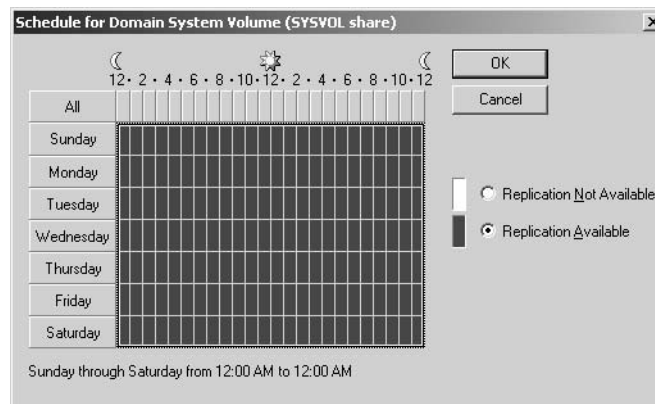 Schedule for Domain System Volume (SYSVOL share)
12 · 2 · 4 · 6 · 8 · 10 · 12 · 2 · 4 · 6 · 8 · 10 · 12
OK
Cancel
All
Sunday
Monday
Tuesday
Wednesday
Thursday
Friday
Saturday
Replication Not Available
Replication Available
Sunday through Saturday from 12:00 AM to 12:00 AM